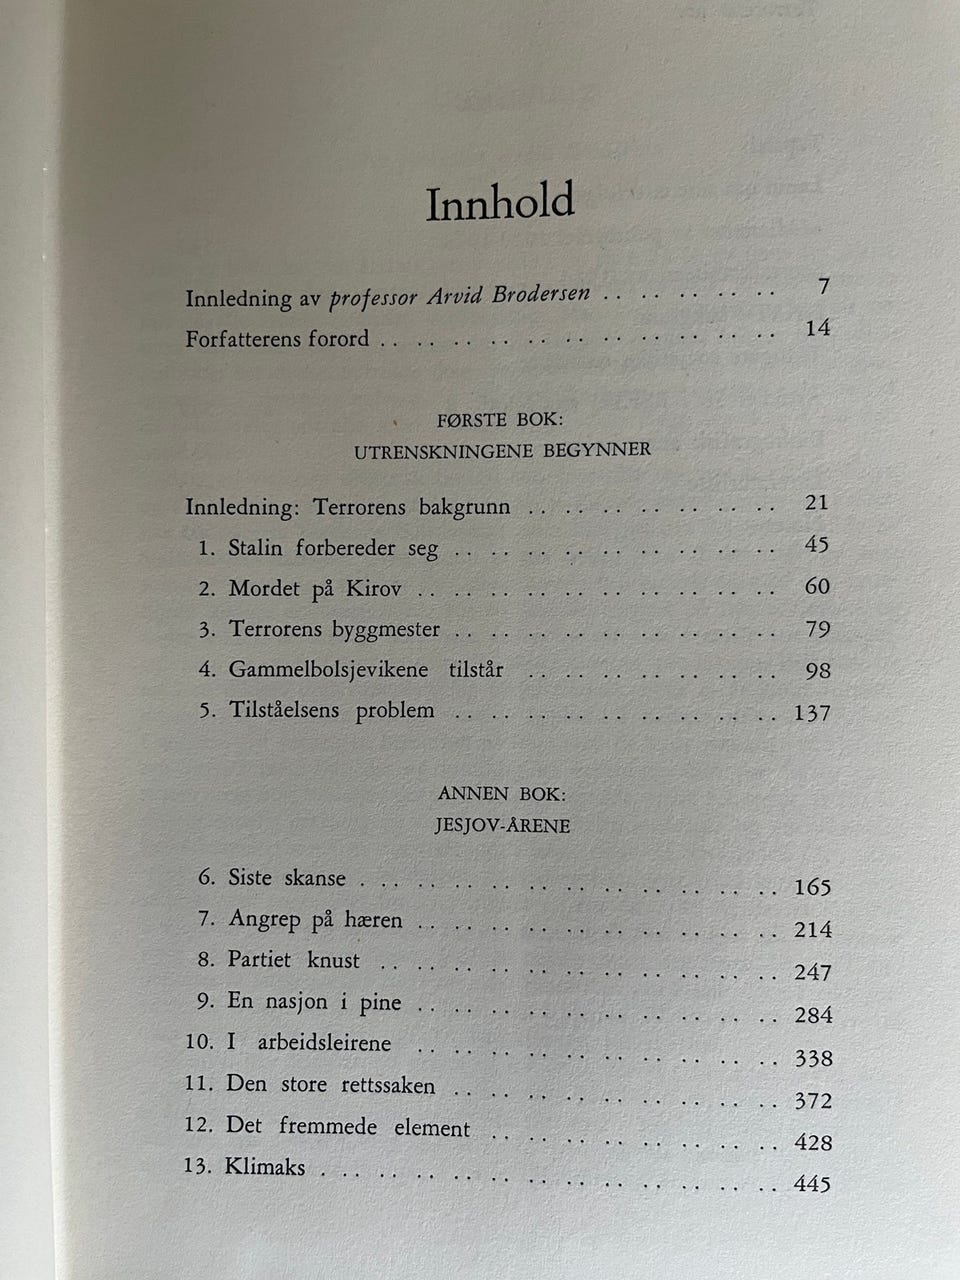 Innhold
Innledning av professor Arvid Brodersen . . . . . . . . . . 7
Forfatterens forord . . . . . . . . . . . . . . . . . . 14
FØRSTE BOK:
UTRENSKNINGENE BEGYNNER
Innledning: Terrorens bakgrunn . . . . . . . . . . . . . . 21
1. Stalin forbereder seg . . . . . . . . . . . . . . . . . . 45
2. Mordet på Kirov . . . . . . . . . . . . . . . . . . . . 60
3. Terrorens byggmester . . . . . . . . . . . . . . . . . . 79
4. Gammelbolsjevikene tilstår . . . . . . . . . . . . . . 98
5. Tilståelsens problem . . . . . . . . . . . . . . . . . . 137
ANNEN BOK:
JESJOV-ÅRENE
6. Siste skanse . . . . . . . . . . . . . . . . . . . . . . . 165
7. Angrep på hæren . . . . . . . . . . . . . . . . . . . . 214
8. Partiet knust . . . . . . . . . . . . . . . . . . . . . . 247
9. En nasjon i pine . . . . . . . . . . . . . . . . . . . . 284
10. I arbeidsleirene . . . . . . . . . . . . . . . . . . . . 338
11. Den store rettssaken . . . . . . . . . . . . . . . . . . 372
12. Det fremmede element . . . . . . . . . . . . . . . . 428
13. Klimaks . . . . . . . . . . . . . . . . . . . . . . . . . 445